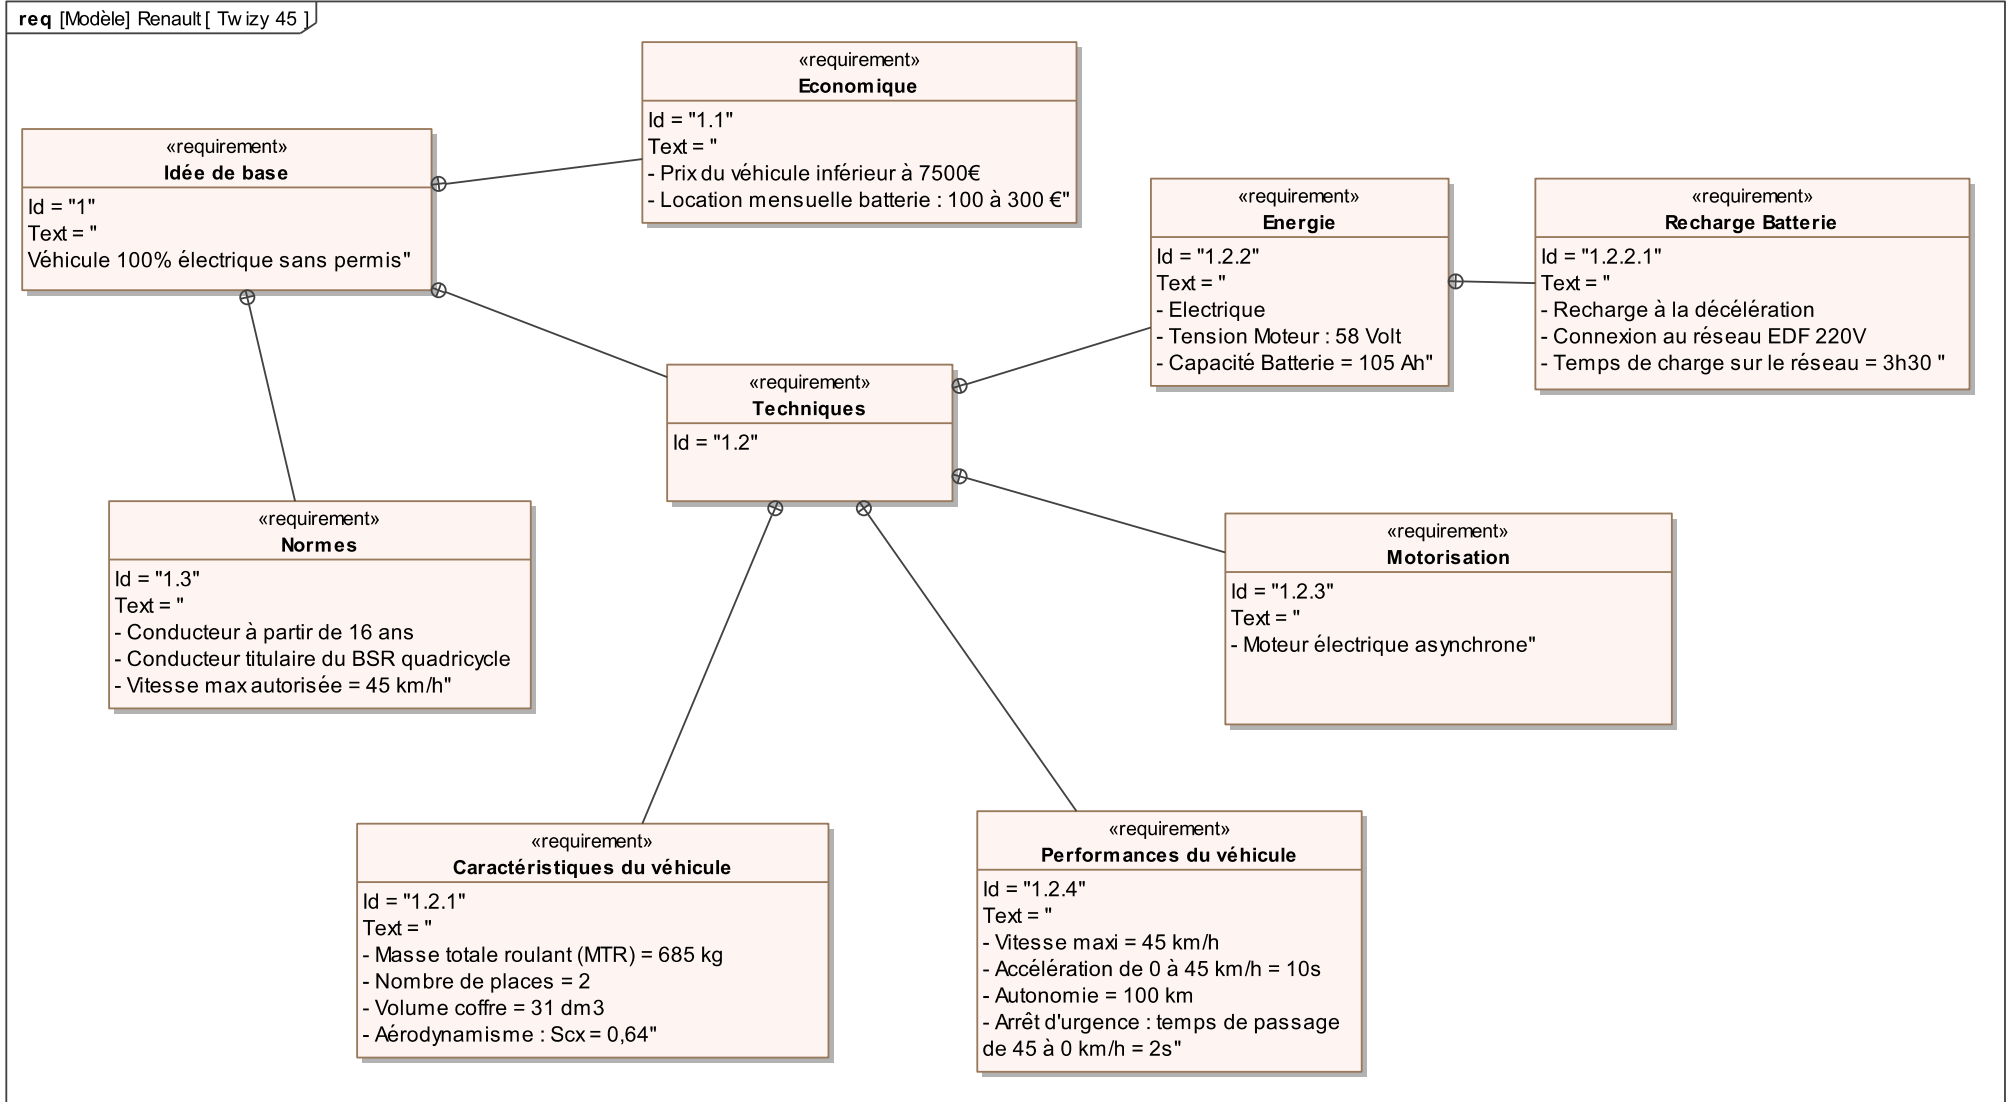 req [Modèle] Renault [ Twizy 45 ]
«requirement»
Economique
Id = "1.1"
Text = "
- Prix du véhicule inférieur à 7500€
- Location mensuelle batterie : 100 à 300 €"
«requirement»
Idée de base
Id = "1"
Text = "
Véhicule 100% électrique sans permis"
«requirement»
Energie
Id = "1.2.2"
Text = "
- Electrique
- Tension Moteur : 58 Volt
- Capacité Batterie = 105 Ah"
«requirement»
Recharge Batterie
Id = "1.2.2.1"
Text = "
- Recharge à la décélération
- Connexion au réseau EDF 220V
- Temps de charge sur le réseau = 3h30 "
«requirement»
Techniques
Id = "1.2"
«requirement»
Normes
Id = "1.3"
Text = "
- Conducteur à partir de 16 ans
- Conducteur titulaire du BSR quadricycle
- Vitesse max autorisée = 45 km/h"
«requirement»
Motorisation
Id = "1.2.3"
Text = "
- Moteur électrique asynchrone"
«requirement»
Caractéristiques du véhicule
Id = "1.2.1"
Text = "
- Masse totale roulant (MTR) = 685 kg
- Nombre de places = 2
- Volume coffre = 31 dm3
- Aérodynamisme : Scx = 0,64"
«requirement»
Performances du véhicule
Id = "1.2.4"
Text = "
- Vitesse maxi = 45 km/h
- Accélération de 0 à 45 km/h = 10s
- Autonomie = 100 km
- Arrêt d'urgence : temps de passage
de 45 à 0 km/h = 2s"